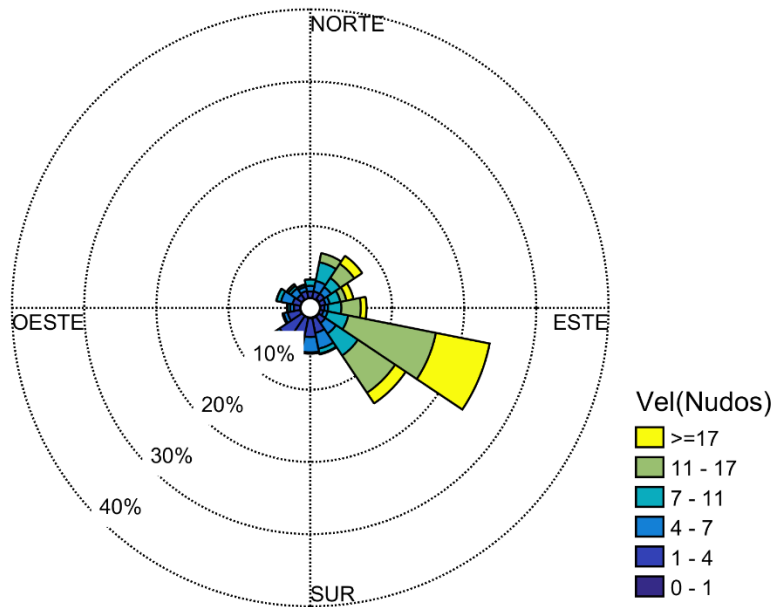 NORTE
OESTE
ESTE
10%
20%
30%
40%
SUR
Vel(Nudos)
>=17
11 - 17
7 - 11
4 - 7
1 - 4
0 - 1